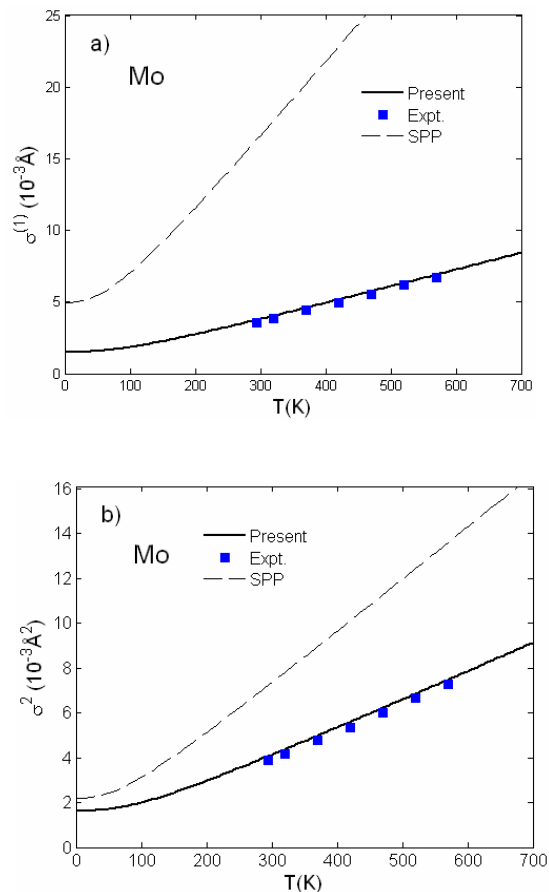 a)
Mo
25
20
15
10
5
0
Present
Expt.
SPP
σ(1) (10-3Å)
0 100 200 300 400 500 600 700
T(K)
b)
Mo
16
14
12
10
8
6
4
2
0
Present
Expt.
SPP
σ2 (10-3Å2)
0 100 200 300 400 500 600 700
T(K)